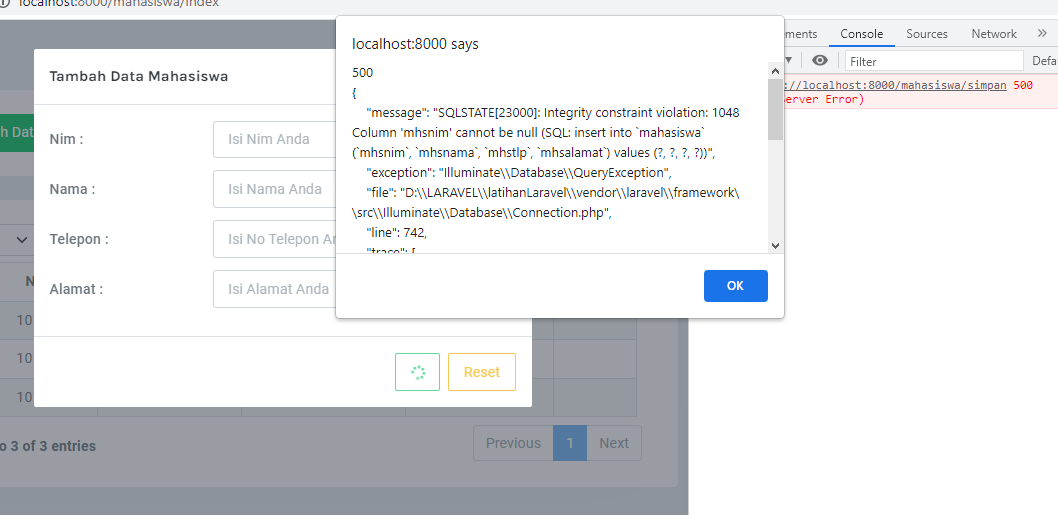 localhost:8000/mahasiswa/index
localhost:8000 says
500
{
"message": "SQLSTATE[23000]: Integrity constraint violation: 1048
Column 'mhsnim' cannot be null (SQL: insert into `mahasiswa`
(`mhsnim`, `mhsnama`, `mhstlp`, `mhsalamat`) values (?, ?, ?, ?))",
"exception": "Illuminate\\Database\\QueryException",
"file": "D:\\LARAVEL\\latihanLaravel\\vendor\\laravel\\framework\
\src\\Illuminate\\Database\\Connection.php",
"line": 742,
"trace": [
OK
Tambah Data Mahasiswa
Nim :
Isi Nim Anda
Nama :
Isi Nama Anda
Telepon :
Isi No Telepon An
Alamat :
Isi Alamat Anda
Reset
h Dat
N
10
10
10
o 3 of 3 entries
Previous
1
Next
ements
Console
Sources
Network
»
Filter
Defa
://localhost:8000/mahasiswa/simpan 500
Server Error)